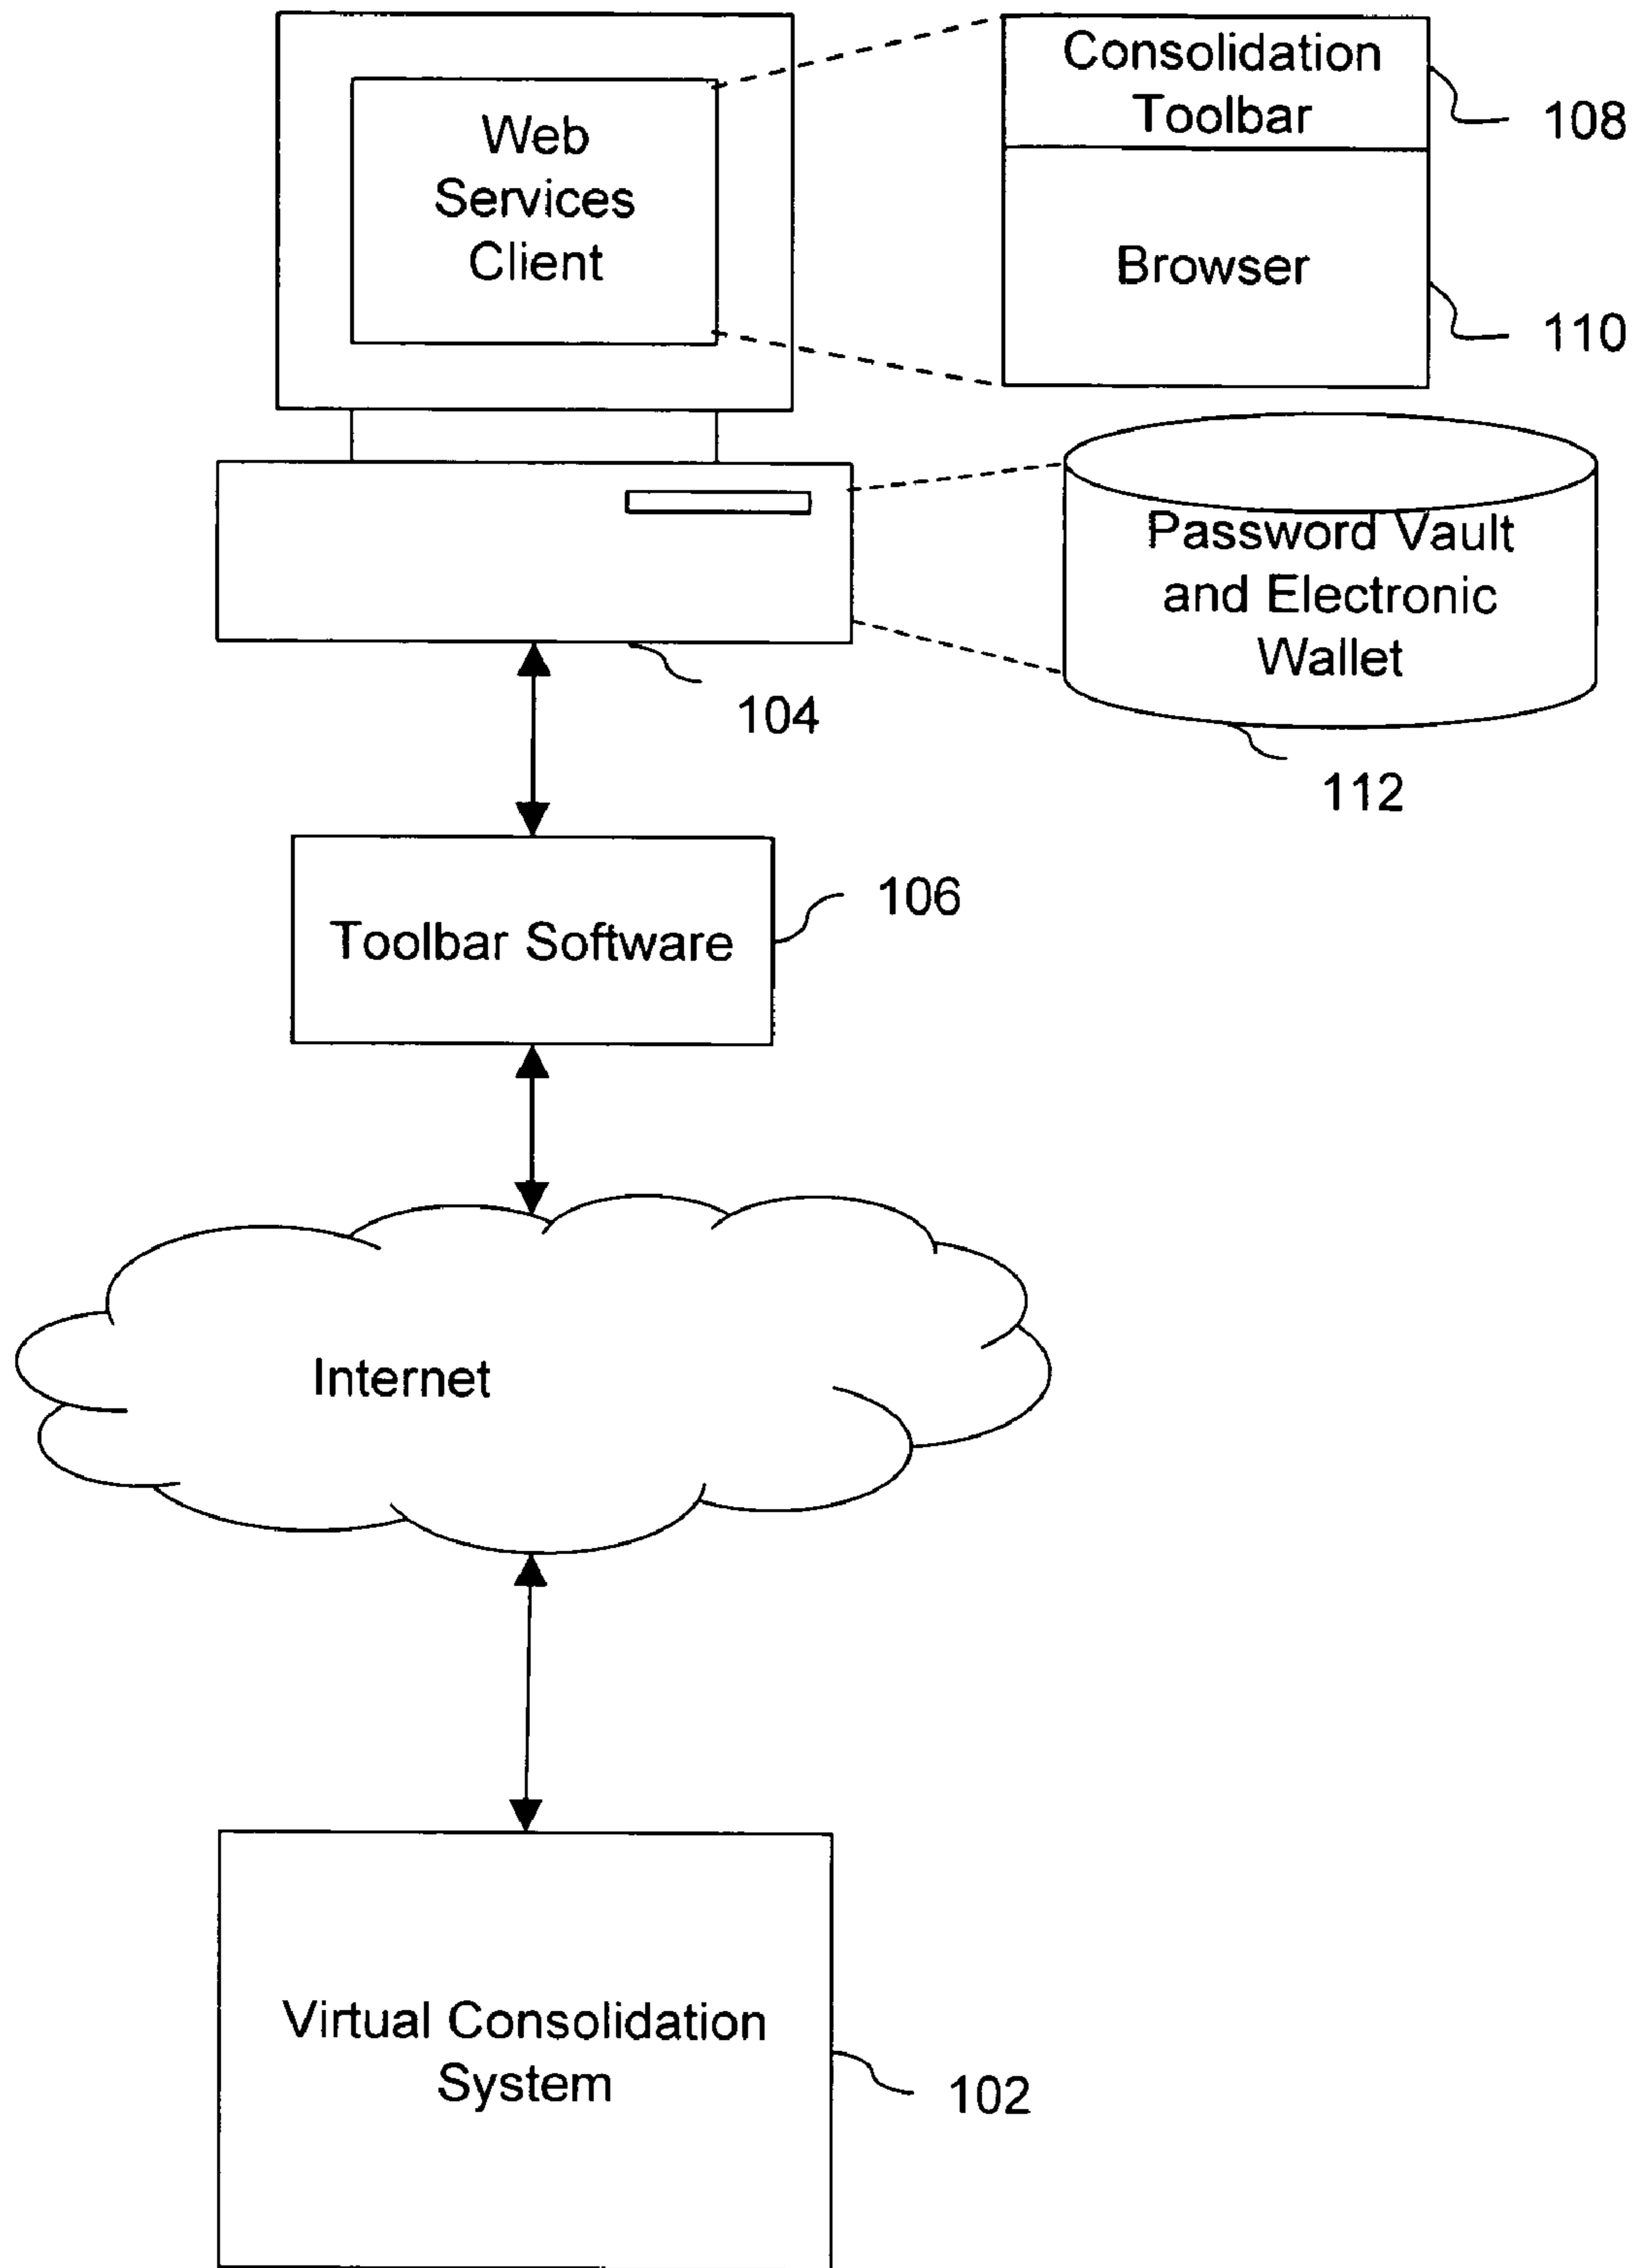 Web
Services
Client
Consolidation
Toolbar
108
Browser
110
Password Vault
and Electronic
Wallet
104
112
Toolbar Software
106
Internet
Virtual Consolidation
System
102